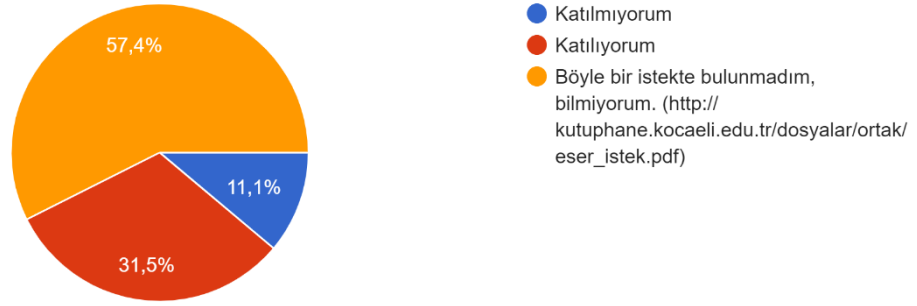 57,4%
11,1%
31,5%
Katılmıyorum
Katılıyorum
Böyle bir istekte bulunmadım,
bilmiyorum. (http://
kutuphane.kocaeli.edu.tr/dosyalar/ortak/
eser_istek.pdf)